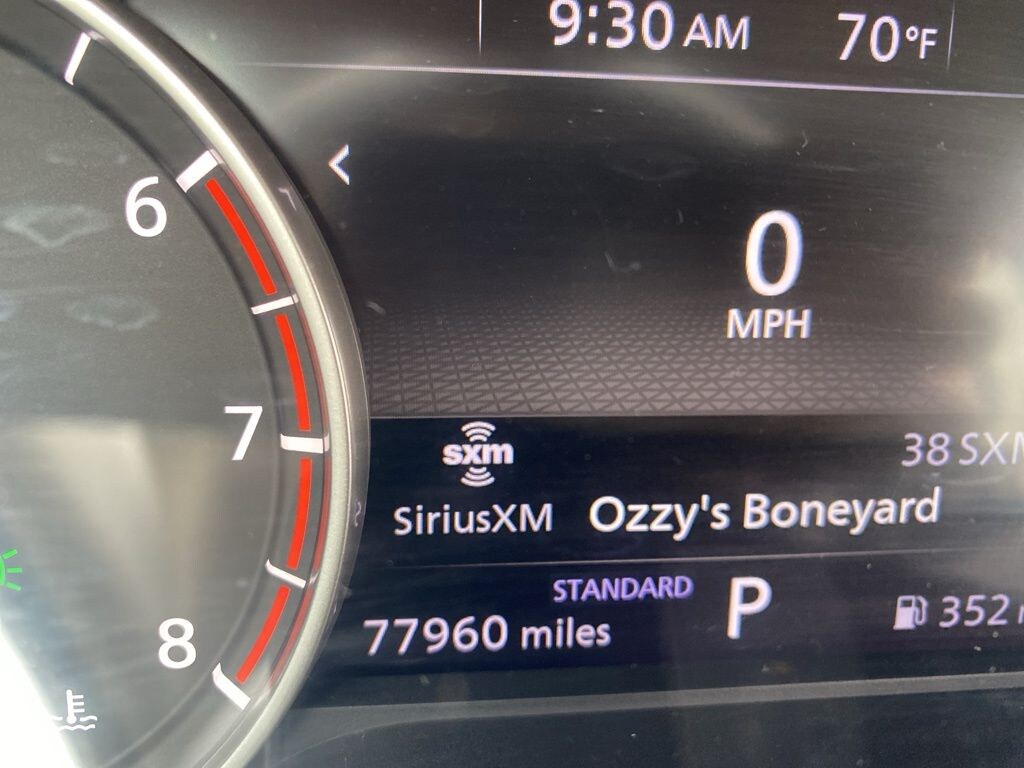 9:30 AM 70°F
6
0
MPH
7
sxm
38 SXM
SiriusXM Ozzy's Boneyard
STANDARD P
77960 miles 352
8